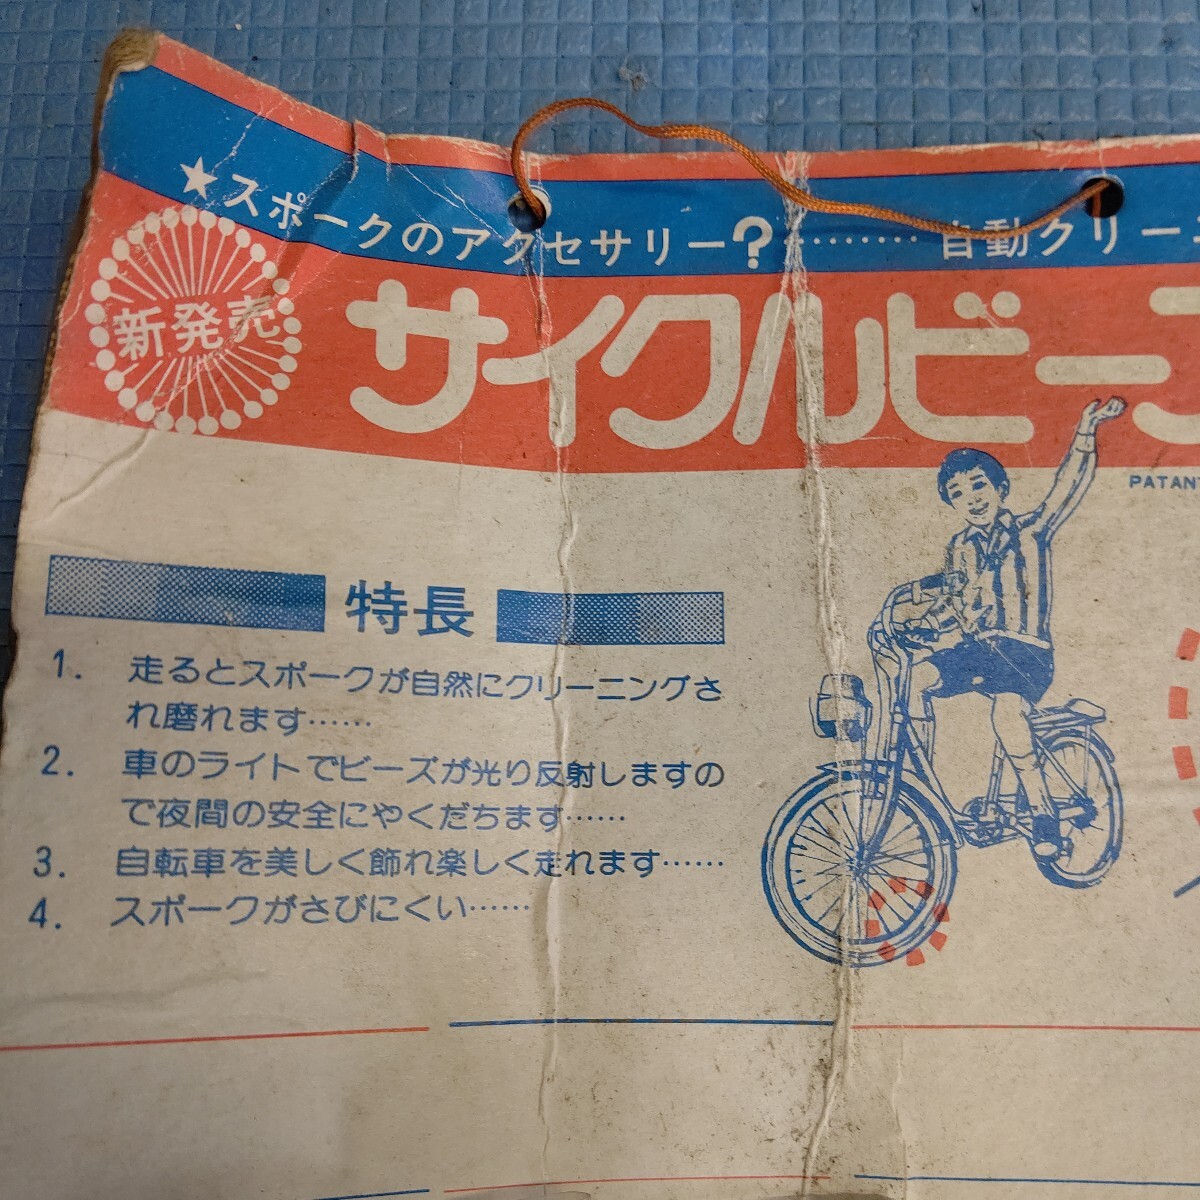 ★スポークのアクセサリー?………自動クリー
新発売
サイクルビー
PATANT
特長
1. 走るとスポークが自然にクリーニングさ
れ磨れます……
2. 車のライトでビーズが光り反射しますの
で夜間の安全にやくだちます……
3. 自転車を美しく飾れ楽しく走れます……
4. スポークがさびにくい……